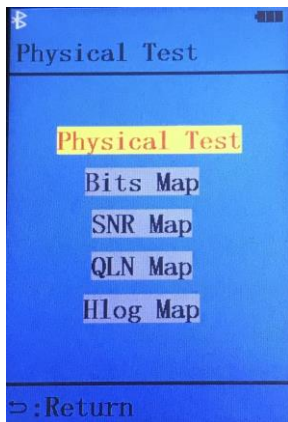 Physical Test
Physical Test
Bits Map
SNR Map
QLN Map
Hlog Map
:Return